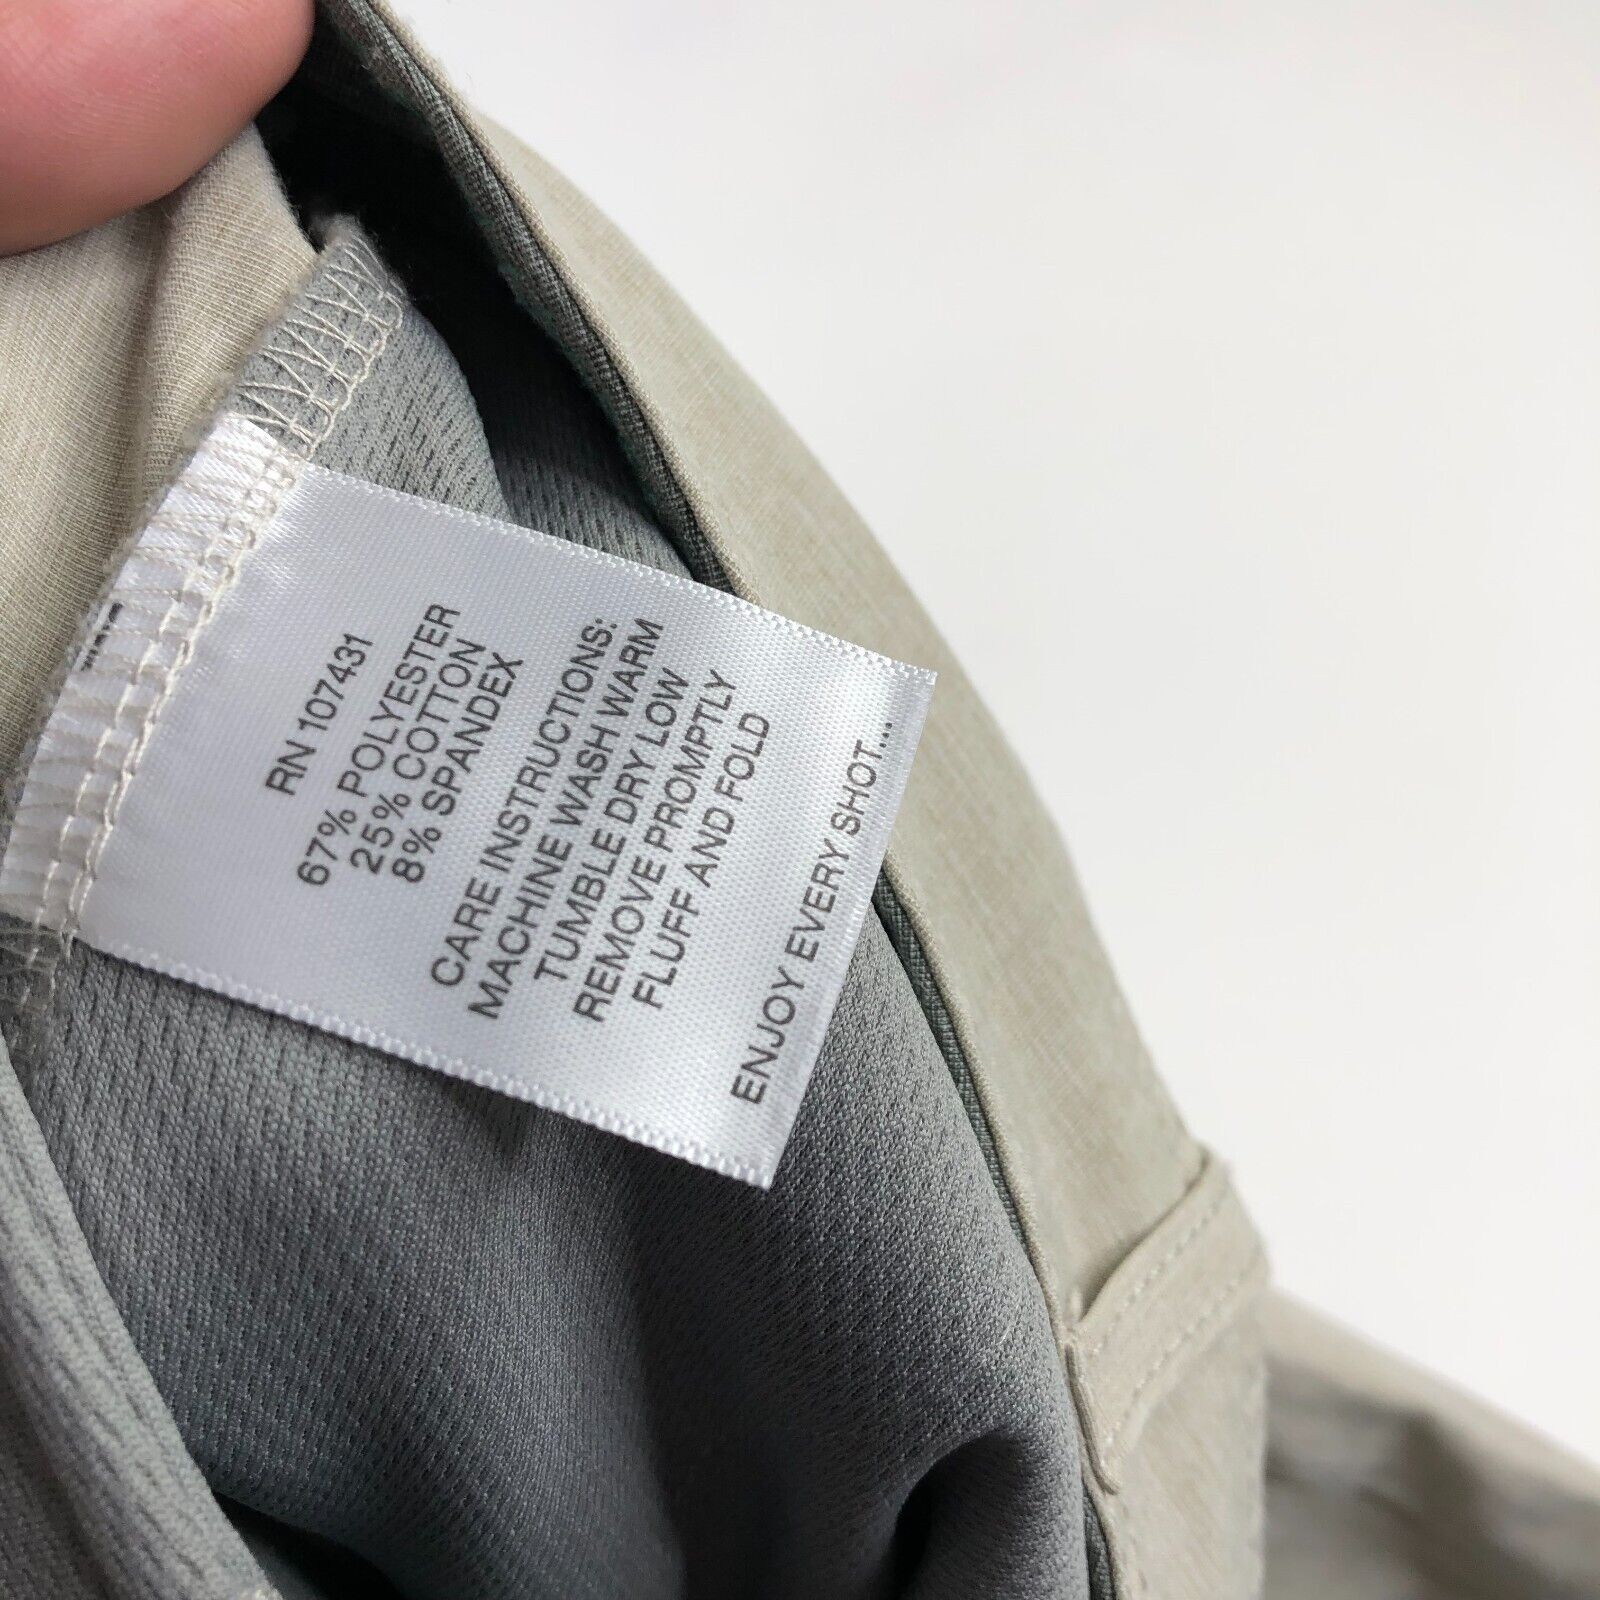 RN 107431
67% POLYESTER
25% COTTON
8% SPANDEX
CARE INSTRUCTIONS:
MACHINE WASH WARM
TUMBLE DRY LOW
REMOVE PROMPTLY
FLUFF AND FOLD
ENJOY EVERY SHOT...